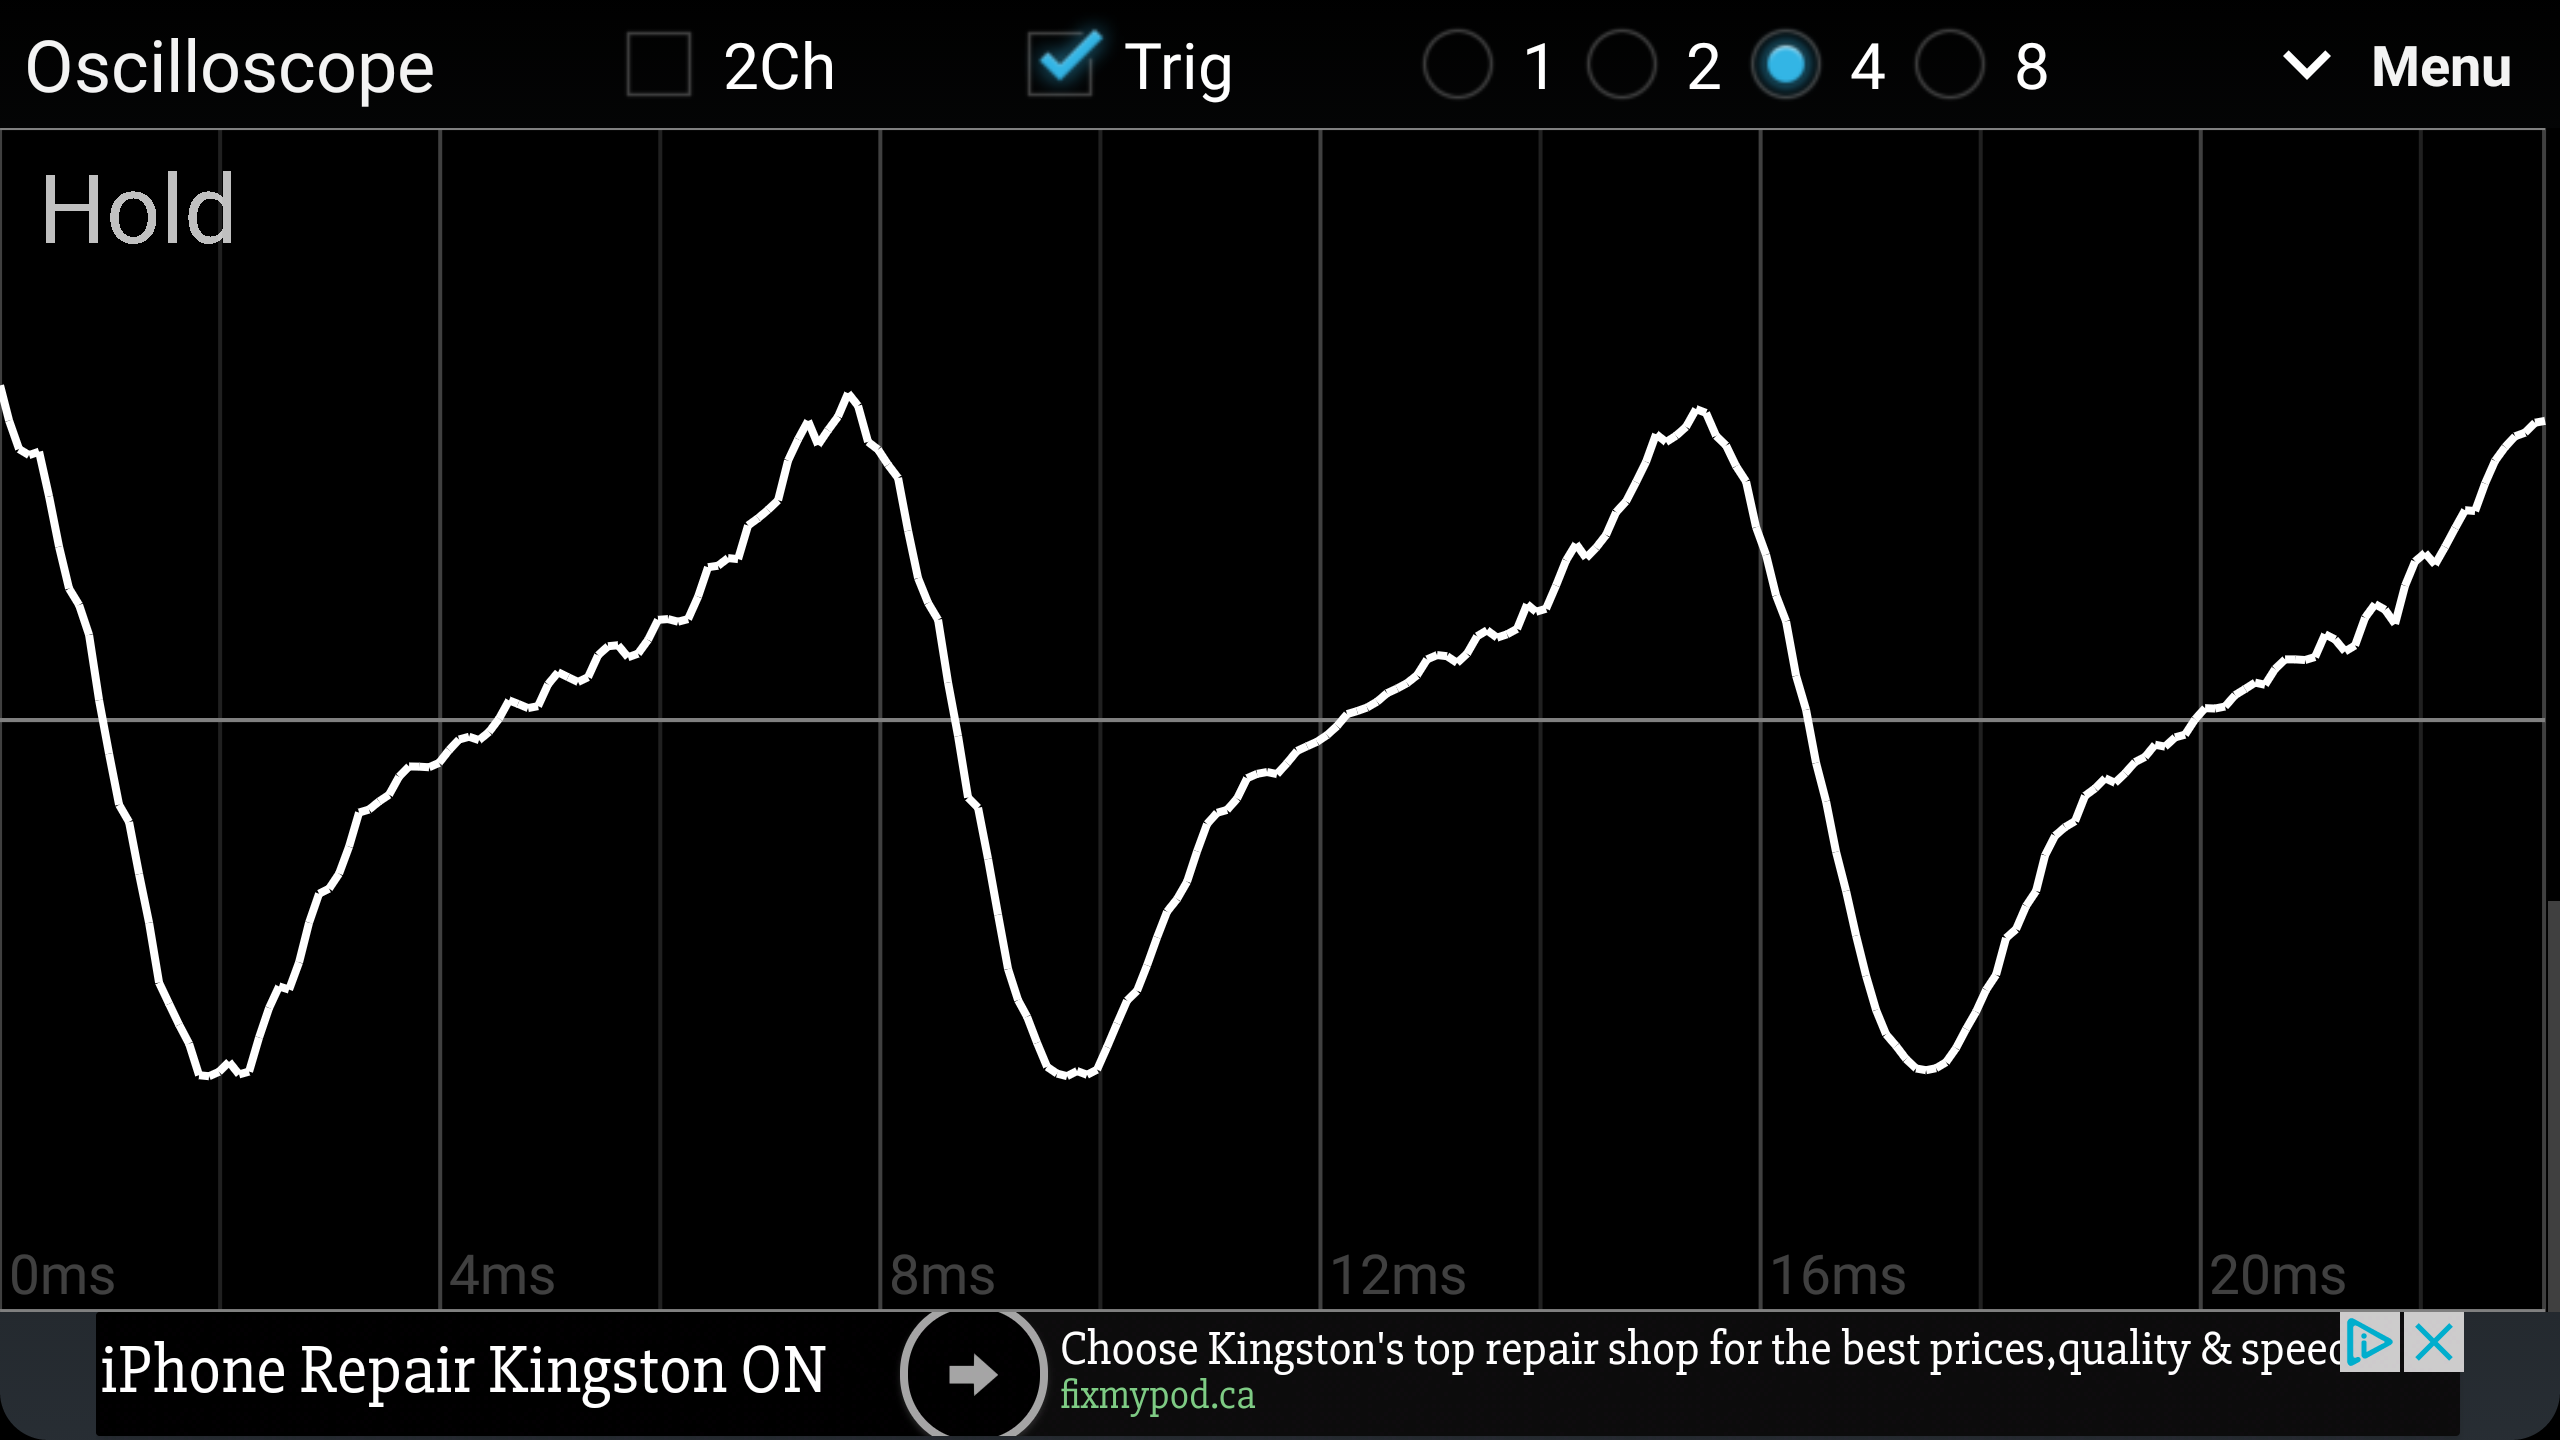 Oscilloscope 2Ch Trig 1 2 4 8 Menu
Hold
0ms 4ms 8ms 12ms 16ms 20ms
iPhone Repair Kingston ON
Choose Kingston's top repair shop for the best prices,quality & speed
fixmypod.ca